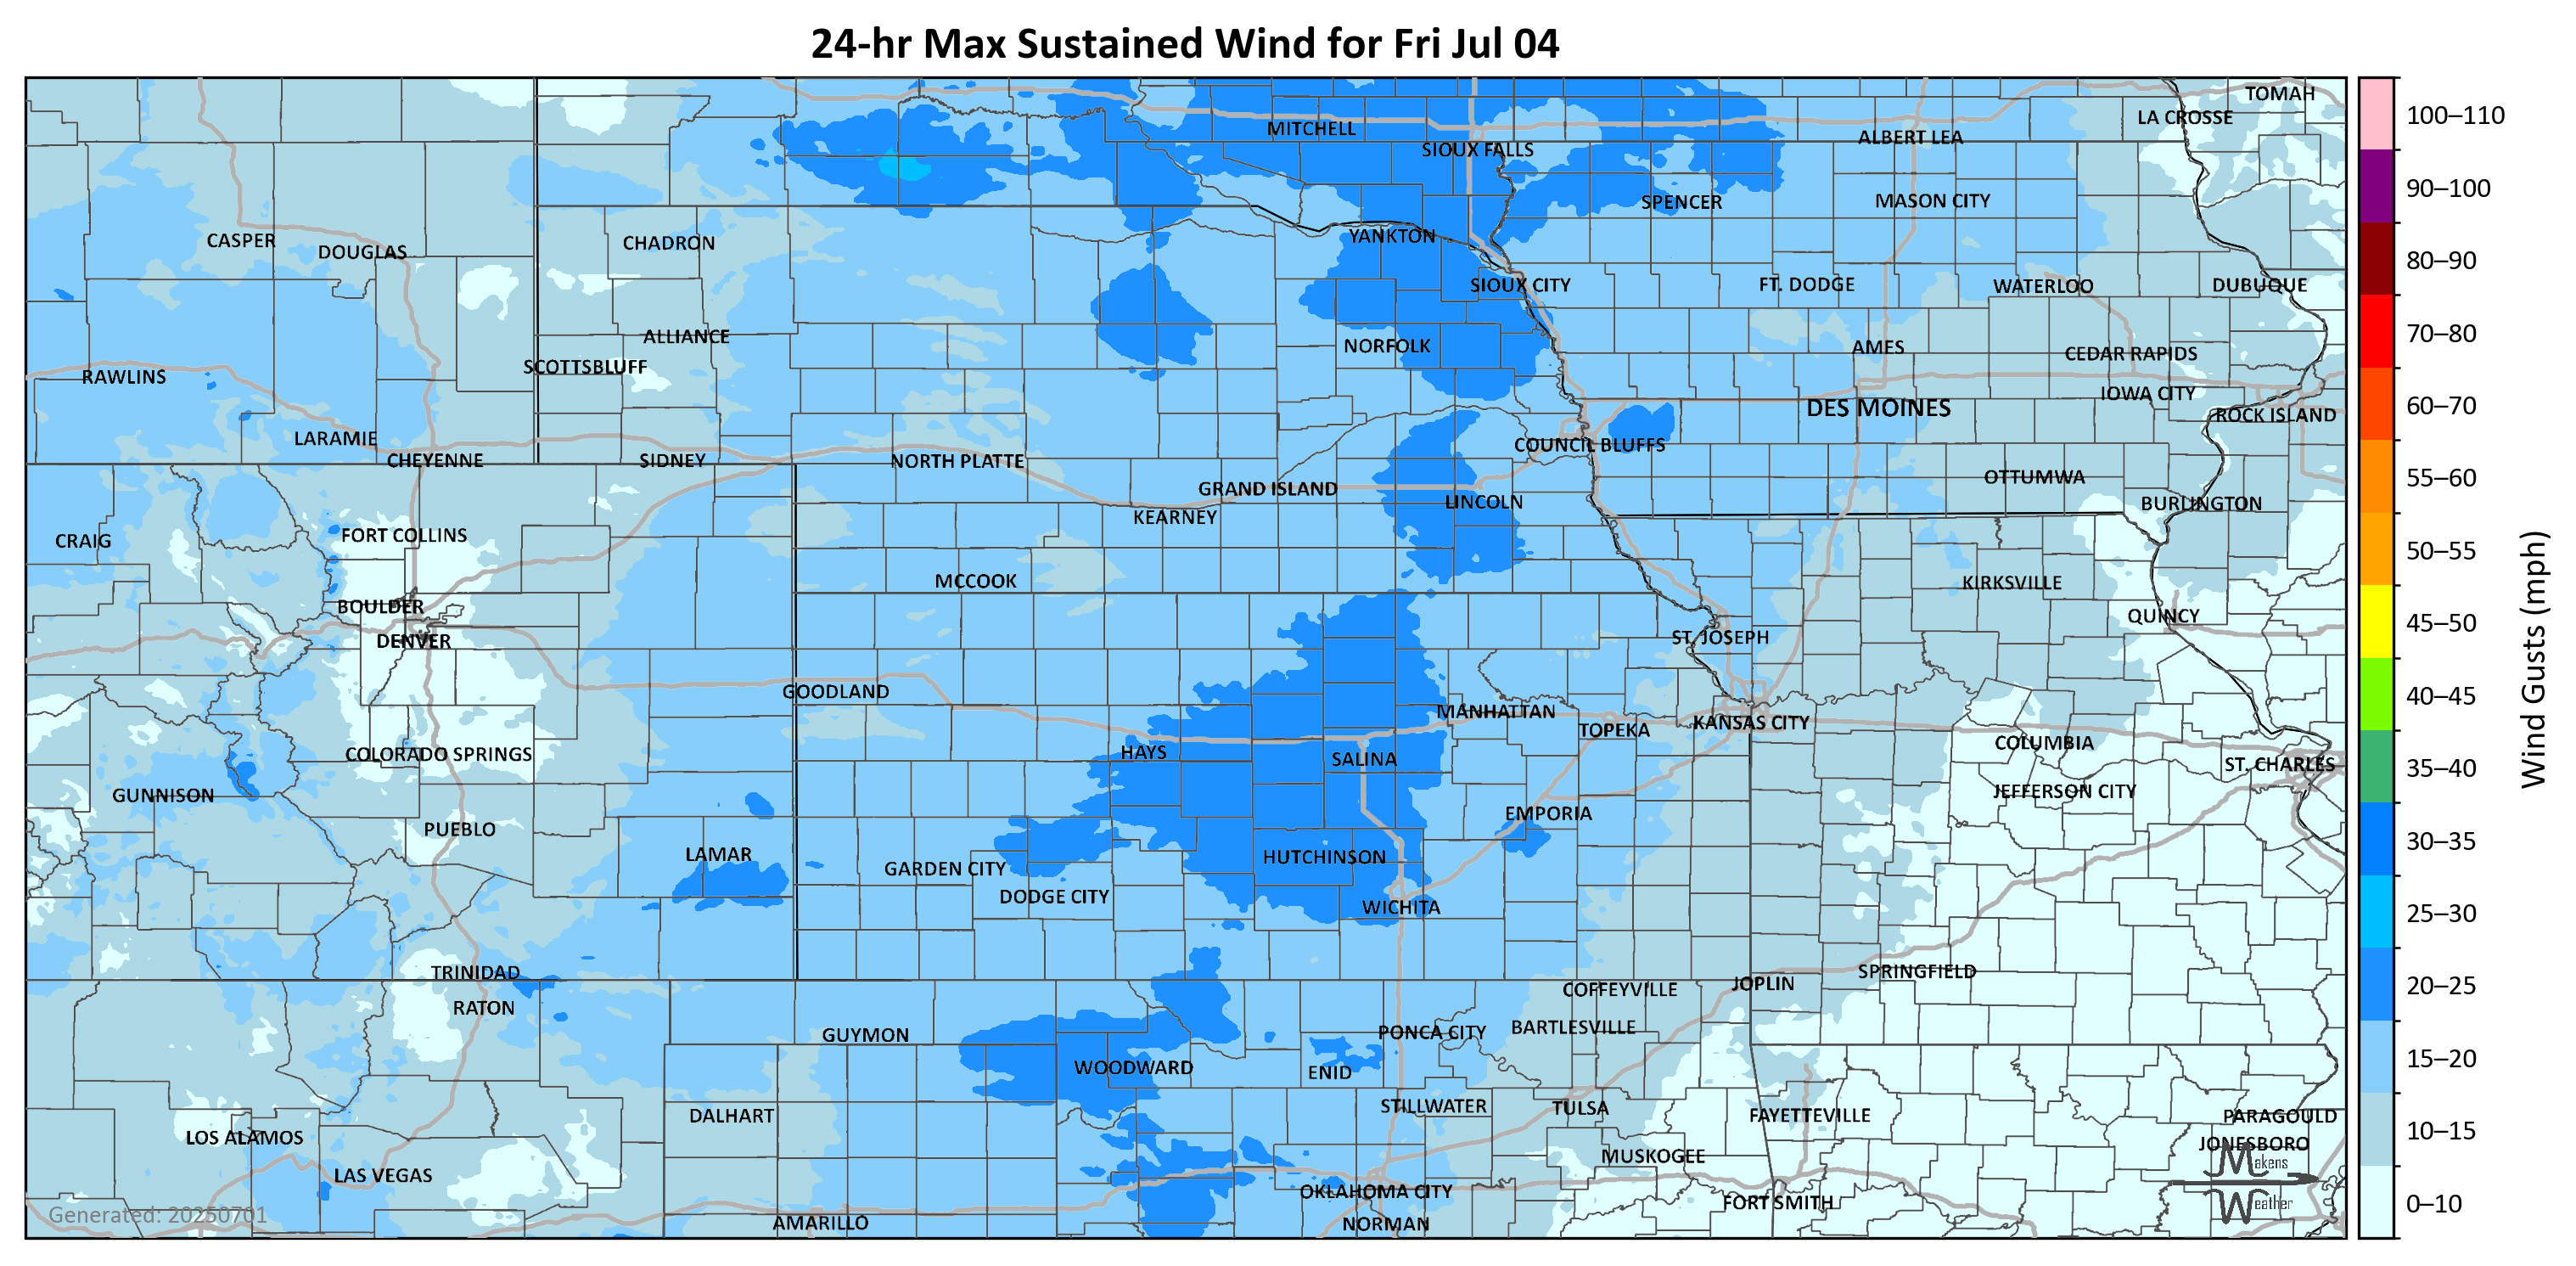 24-hr Max Sustained Wind for Fri Jul 04
TOMAH
LA CROSSE
MITCHELL
ALBERT LEA
SIOUX FALLS
SPENCER
MASON CITY
CASPER
DOUGLAS
CHADRON
YANKTON
SIOUX CITY
FT. DODGE
WATERLOO
DUBUQUE
ALLIANCE
NORFOLK
AMES
CEDAR RAPIDS
SCOTTSBLUFF
RAWLINS
IOWA CITY
DES MOINES
ROCK ISLAND
LARAMIE
COUNCIL BLUFFS
CHEYENNE
SIDNEY
NORTH PLATTE
OTTUMWA
GRAND ISLAND
LINCOLN
BURLINGTON
KEARNEY
FORT COLLINS
CRAIG
MCCOOK
KIRKSVILLE
BOULDER
QUINCY
DENVER
ST. JOSEPH
GOODLAND
MANHATTAN
KANSAS CITY
TOPEKA
COLUMBIA
HAYS
COLORADO SPRINGS
SALINA
ST. CHARLES
GUNNISON
JEFFERSON CITY
EMPORIA
PUEBLO
LAMAR
HUTCHINSON
GARDEN CITY
DODGE CITY
WICHITA
TRINIDAD
SPRINGFIELD
JOPLIN
COFFEYVILLE
RATON
BARTLESVILLE
GUYMON
PONCA CITY
WOODWARD
ENID
STILLWATER
TULSA
DALHART
FAYETTEVILLE
PARAGOULD
LOS ALAMOS
JONESBORO
MUSKOGEE
Makens
LAS VEGAS
OKLAHOMA CITY
FORT SMITH
Weather
Generated: 20250701
AMARILLO
NORMAN
100–110
90–100
80–90
70–80
60–70
55–60
50–55
45–50
40–45
35–40
30–35
25–30
20–25
15–20
10–15
0–10
Wind Gusts (mph)